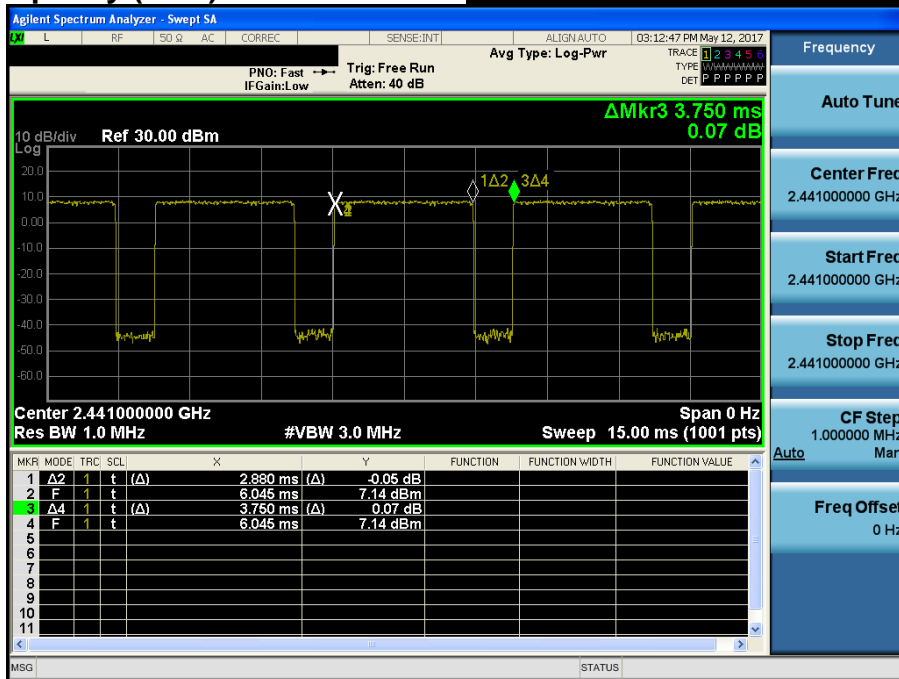 Agilent Spectrum Analyzer - Swept SA
LXI L RF 50 Ω AC CORREC SENSE:INT ALIGN AUTO 03:12:47 PM May 12, 2017
Avg Type: Log-Pwr TRACE 1 2 3 4 5 6
PNO: Fast Trig: Free Run TYPE
IFGain:Low Atten: 40 dB DET P P P P P P
ΔMkr3 3.750 ms
0.07 dB
10 dB/div Ref 30.00 dBm
Log
20.0
10.0
0.00
-10.0
-20.0
-30.0
-40.0
-50.0
-60.0
1Δ2 3Δ4
Center 2.441000000 GHz Span 0 Hz
Res BW 1.0 MHz #VBW 3.0 MHz Sweep 15.00 ms (1001 pts)
MKR MODE TRC SCL X Y FUNCTION FUNCTION WIDTH FUNCTION VALUE
1 Δ2 1 t (Δ) 2.880 ms (Δ) -0.05 dB
2 F 1 t 6.045 ms 7.14 dBm
3 Δ4 1 t (Δ) 3.750 ms (Δ) 0.07 dB
4 F 1 t 6.045 ms 7.14 dBm
5
6
7
8
9
10
11
MSG STATUS
Frequency
Auto Tune
Center Freq
2.441000000 GHz
Start Freq
2.441000000 GHz
Stop Freq
2.441000000 GHz
CF Step
1.000000 MHz
Auto Man
Freq Offset
0 Hz